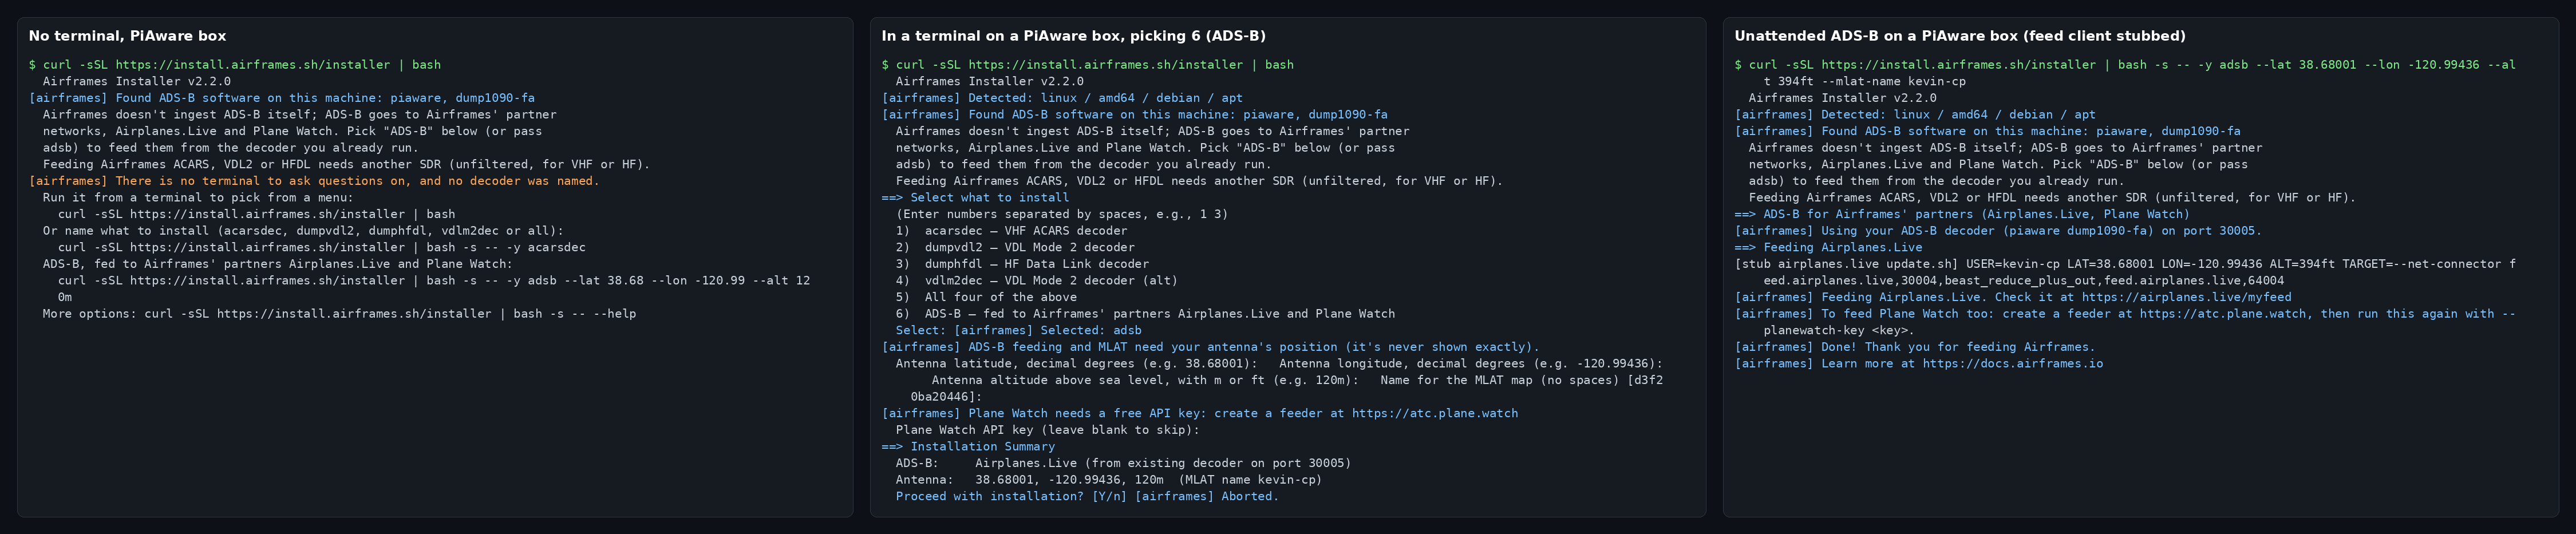 No terminal, PiAware box
$ curl -sSL https://install.airframes.sh/installer | bash
Airframes Installer v2.2.0
[airframes] Found ADS-B software on this machine: piaware, dump1090-fa
Airframes doesn't ingest ADS-B itself; ADS-B goes to Airframes' partner
networks, Airplanes.Live and Plane Watch. Pick "ADS-B" below (or pass
adsb) to feed them from the decoder you already run.
Feeding Airframes ACARS, VDL2 or HFDL needs another SDR (unfiltered, for VHF or HF).
[airframes] There is no terminal to ask questions on, and no decoder was named.
Run it from a terminal to pick from a menu:
curl -sSL https://install.airframes.sh/installer | bash
Or name what to install (acarsdec, dumpvdl2, dumphfdl, vdlm2dec or all):
curl -sSL https://install.airframes.sh/installer | bash -s -- -y acarsdec
ADS-B, fed to Airframes' partners Airplanes.Live and Plane Watch:
curl -sSL https://install.airframes.sh/installer | bash -s -- -y adsb --lat 38.68 --lon -120.99 --alt 12
0m
More options: curl -sSL https://install.airframes.sh/installer | bash -s -- --help
In a terminal on a PiAware box, picking 6 (ADS-B)
$ curl -sSL https://install.airframes.sh/installer | bash
Airframes Installer v2.2.0
[airframes] Detected: linux / amd64 / debian / apt
[airframes] Found ADS-B software on this machine: piaware, dump1090-fa
Airframes doesn't ingest ADS-B itself; ADS-B goes to Airframes' partner
networks, Airplanes.Live and Plane Watch. Pick "ADS-B" below (or pass
adsb) to feed them from the decoder you already run.
Feeding Airframes ACARS, VDL2 or HFDL needs another SDR (unfiltered, for VHF or HF).
==> Select what to install
(Enter numbers separated by spaces, e.g., 1 3)
1)  acarsdec — VHF ACARS decoder
2)  dumpvdl2 — VDL Mode 2 decoder
3)  dumphfdl — HF Data Link decoder
4)  vdlm2dec — VDL Mode 2 decoder (alt)
5)  All four of the above
6)  ADS-B — fed to Airframes' partners Airplanes.Live and Plane Watch
Select: [airframes] Selected: adsb
[airframes] ADS-B feeding and MLAT need your antenna's position (it's never shown exactly).
Antenna latitude, decimal degrees (e.g. 38.68001):   Antenna longitude, decimal degrees (e.g. -120.99436):
Antenna altitude above sea level, with m or ft (e.g. 120m):   Name for the MLAT map (no spaces) [d3f2
0ba20446]:
[airframes] Plane Watch needs a free API key: create a feeder at https://atc.plane.watch
Plane Watch API key (leave blank to skip):
==> Installation Summary
ADS-B:     Airplanes.Live (from existing decoder on port 30005)
Antenna:   38.68001, -120.99436, 120m  (MLAT name kevin-cp)
Proceed with installation? [Y/n] [airframes] Aborted.
Unattended ADS-B on a PiAware box (feed client stubbed)
$ curl -sSL https://install.airframes.sh/installer | bash -s -- -y adsb --lat 38.68001 --lon -120.99436 --al
t 394ft --mlat-name kevin-cp
Airframes Installer v2.2.0
[airframes] Detected: linux / amd64 / debian / apt
[airframes] Found ADS-B software on this machine: piaware, dump1090-fa
Airframes doesn't ingest ADS-B itself; ADS-B goes to Airframes' partner
networks, Airplanes.Live and Plane Watch. Pick "ADS-B" below (or pass
adsb) to feed them from the decoder you already run.
Feeding Airframes ACARS, VDL2 or HFDL needs another SDR (unfiltered, for VHF or HF).
==> ADS-B for Airframes' partners (Airplanes.Live, Plane Watch)
[airframes] Using your ADS-B decoder (piaware dump1090-fa) on port 30005.
==> Feeding Airplanes.Live
[stub airplanes.live update.sh] USER=kevin-cp LAT=38.68001 LON=-120.99436 ALT=394ft TARGET=--net-connector f
eed.airplanes.live,30004,beast_reduce_plus_out,feed.airplanes.live,64004
[airframes] Feeding Airplanes.Live. Check it at https://airplanes.live/myfeed
[airframes] To feed Plane Watch too: create a feeder at https://atc.plane.watch, then run this again with --
planewatch-key <key>.
[airframes] Done! Thank you for feeding Airframes.
[airframes] Learn more at https://docs.airframes.io